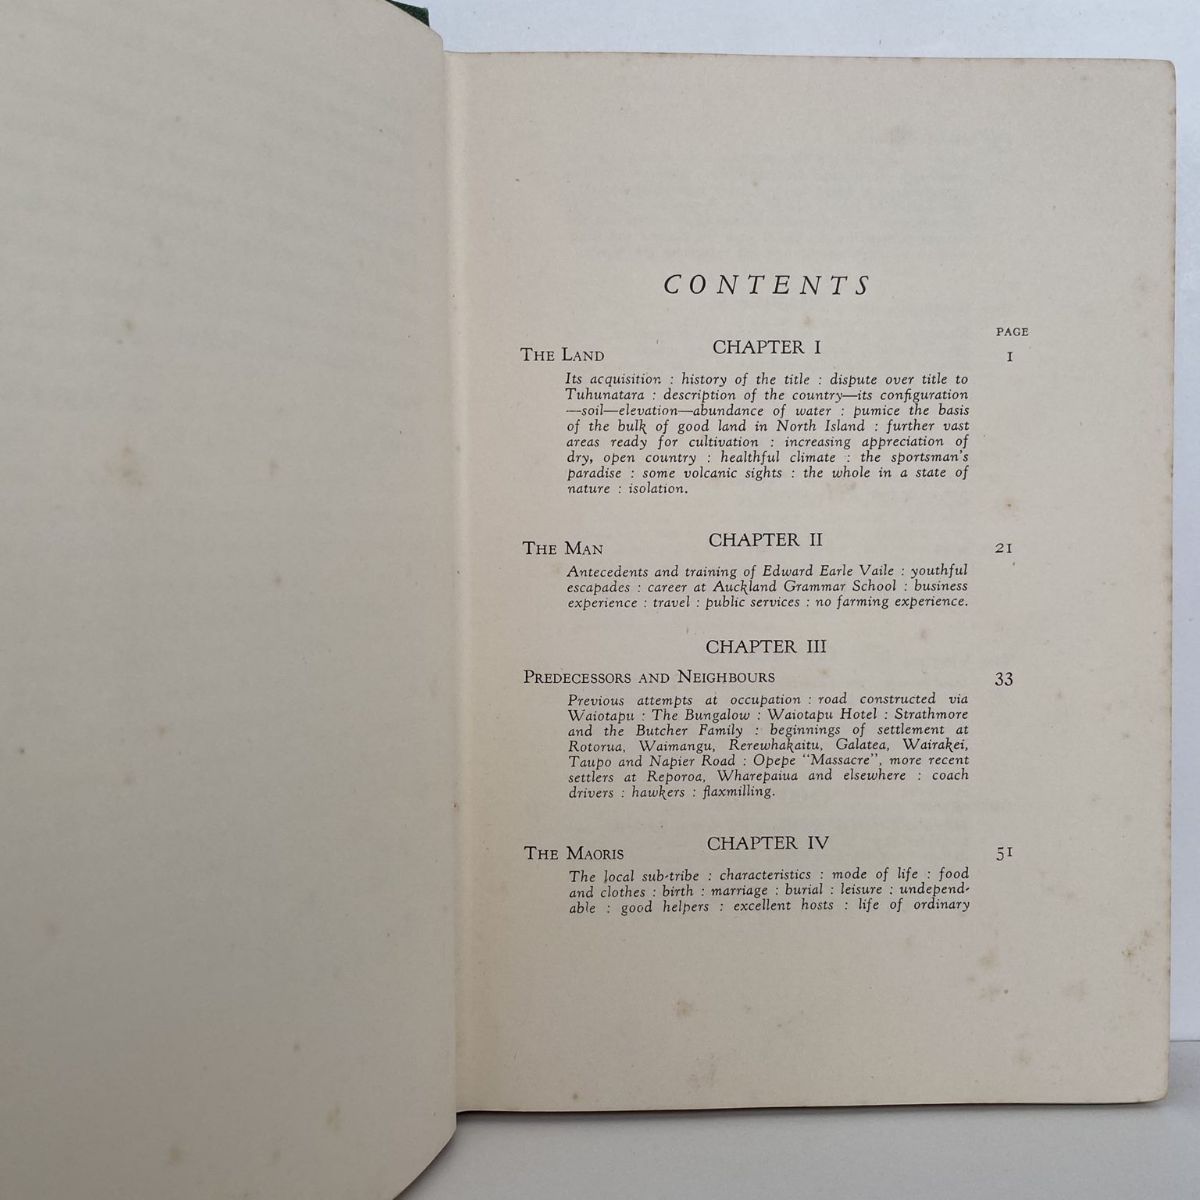 CONTENTS
PAGE
CHAPTER I
THE LAND 1
Its acquisition : history of the title : dispute over title to
Tuhunatara : description of the country—its configuration
—soil—elevation—abundance of water : pumice the basis
of the bulk of good land in North Island : further vast
areas ready for cultivation : increasing appreciation of
dry, open country : healthful climate : the sportsman's
paradise : some volcanic sights : the whole in a state of
nature : isolation.
CHAPTER II
THE MAN 21
Antecedents and training of Edward Earle Vaile : youthful
escapades : career at Auckland Grammar School : business
experience : travel : public services : no farming experience.
CHAPTER III
PREDECESSORS AND NEIGHBOURS 33
Previous attempts at occupation : road constructed via
Waiotapu : The Bungalow : Waiotapu Hotel : Strathmore
and the Butcher Family : beginnings of settlement at
Rotorua, Waimangu, Rerewhakaitu, Galatea, Wairakei,
Taupo and Napier Road : Opepe "Massacre", more recent
settlers at Reporoa, Wharepaiua and elsewhere : coach
drivers : hawkers : flaxmilling.
CHAPTER IV
THE MAORIS 51
The local sub-tribe : characteristics : mode of life : food
and clothes : birth : marriage : burial : leisure : undepend-
able : good helpers : excellent hosts : life of ordinary